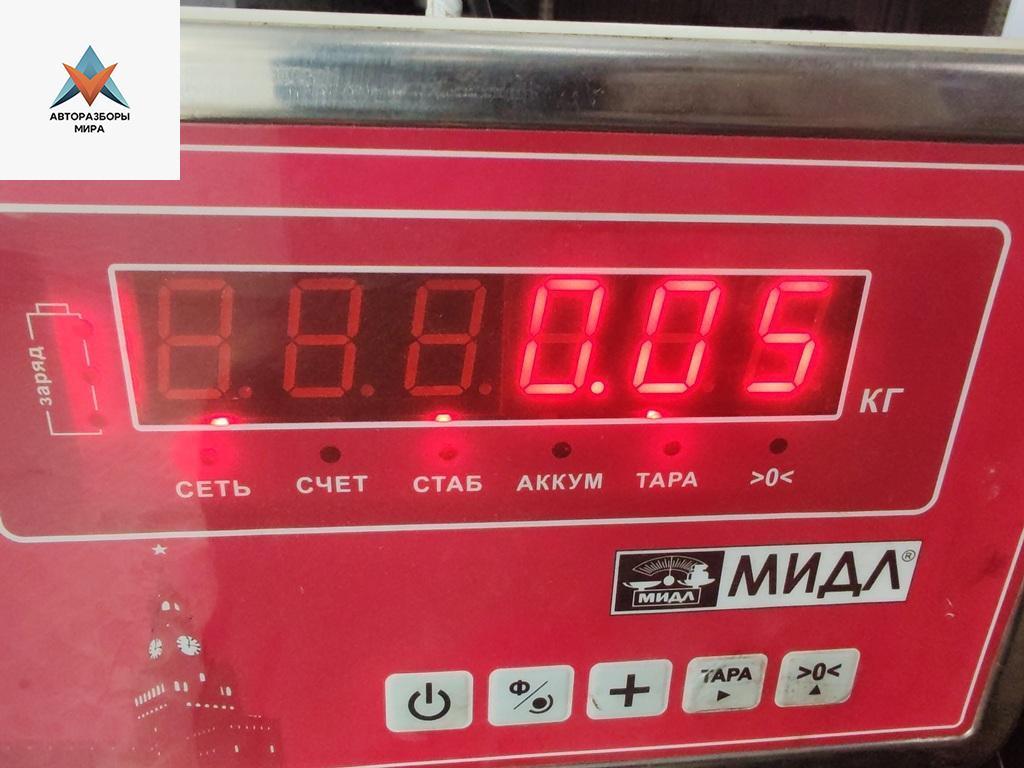 АВТОРАЗБОРЫ
МИРА
заряд
0.05
КГ
СЕТЬ СЧЕТ СТАБ АККУМ ТАРА >0<
МИДЛ МИДЛ®
Ф/ + ТАРА >0<